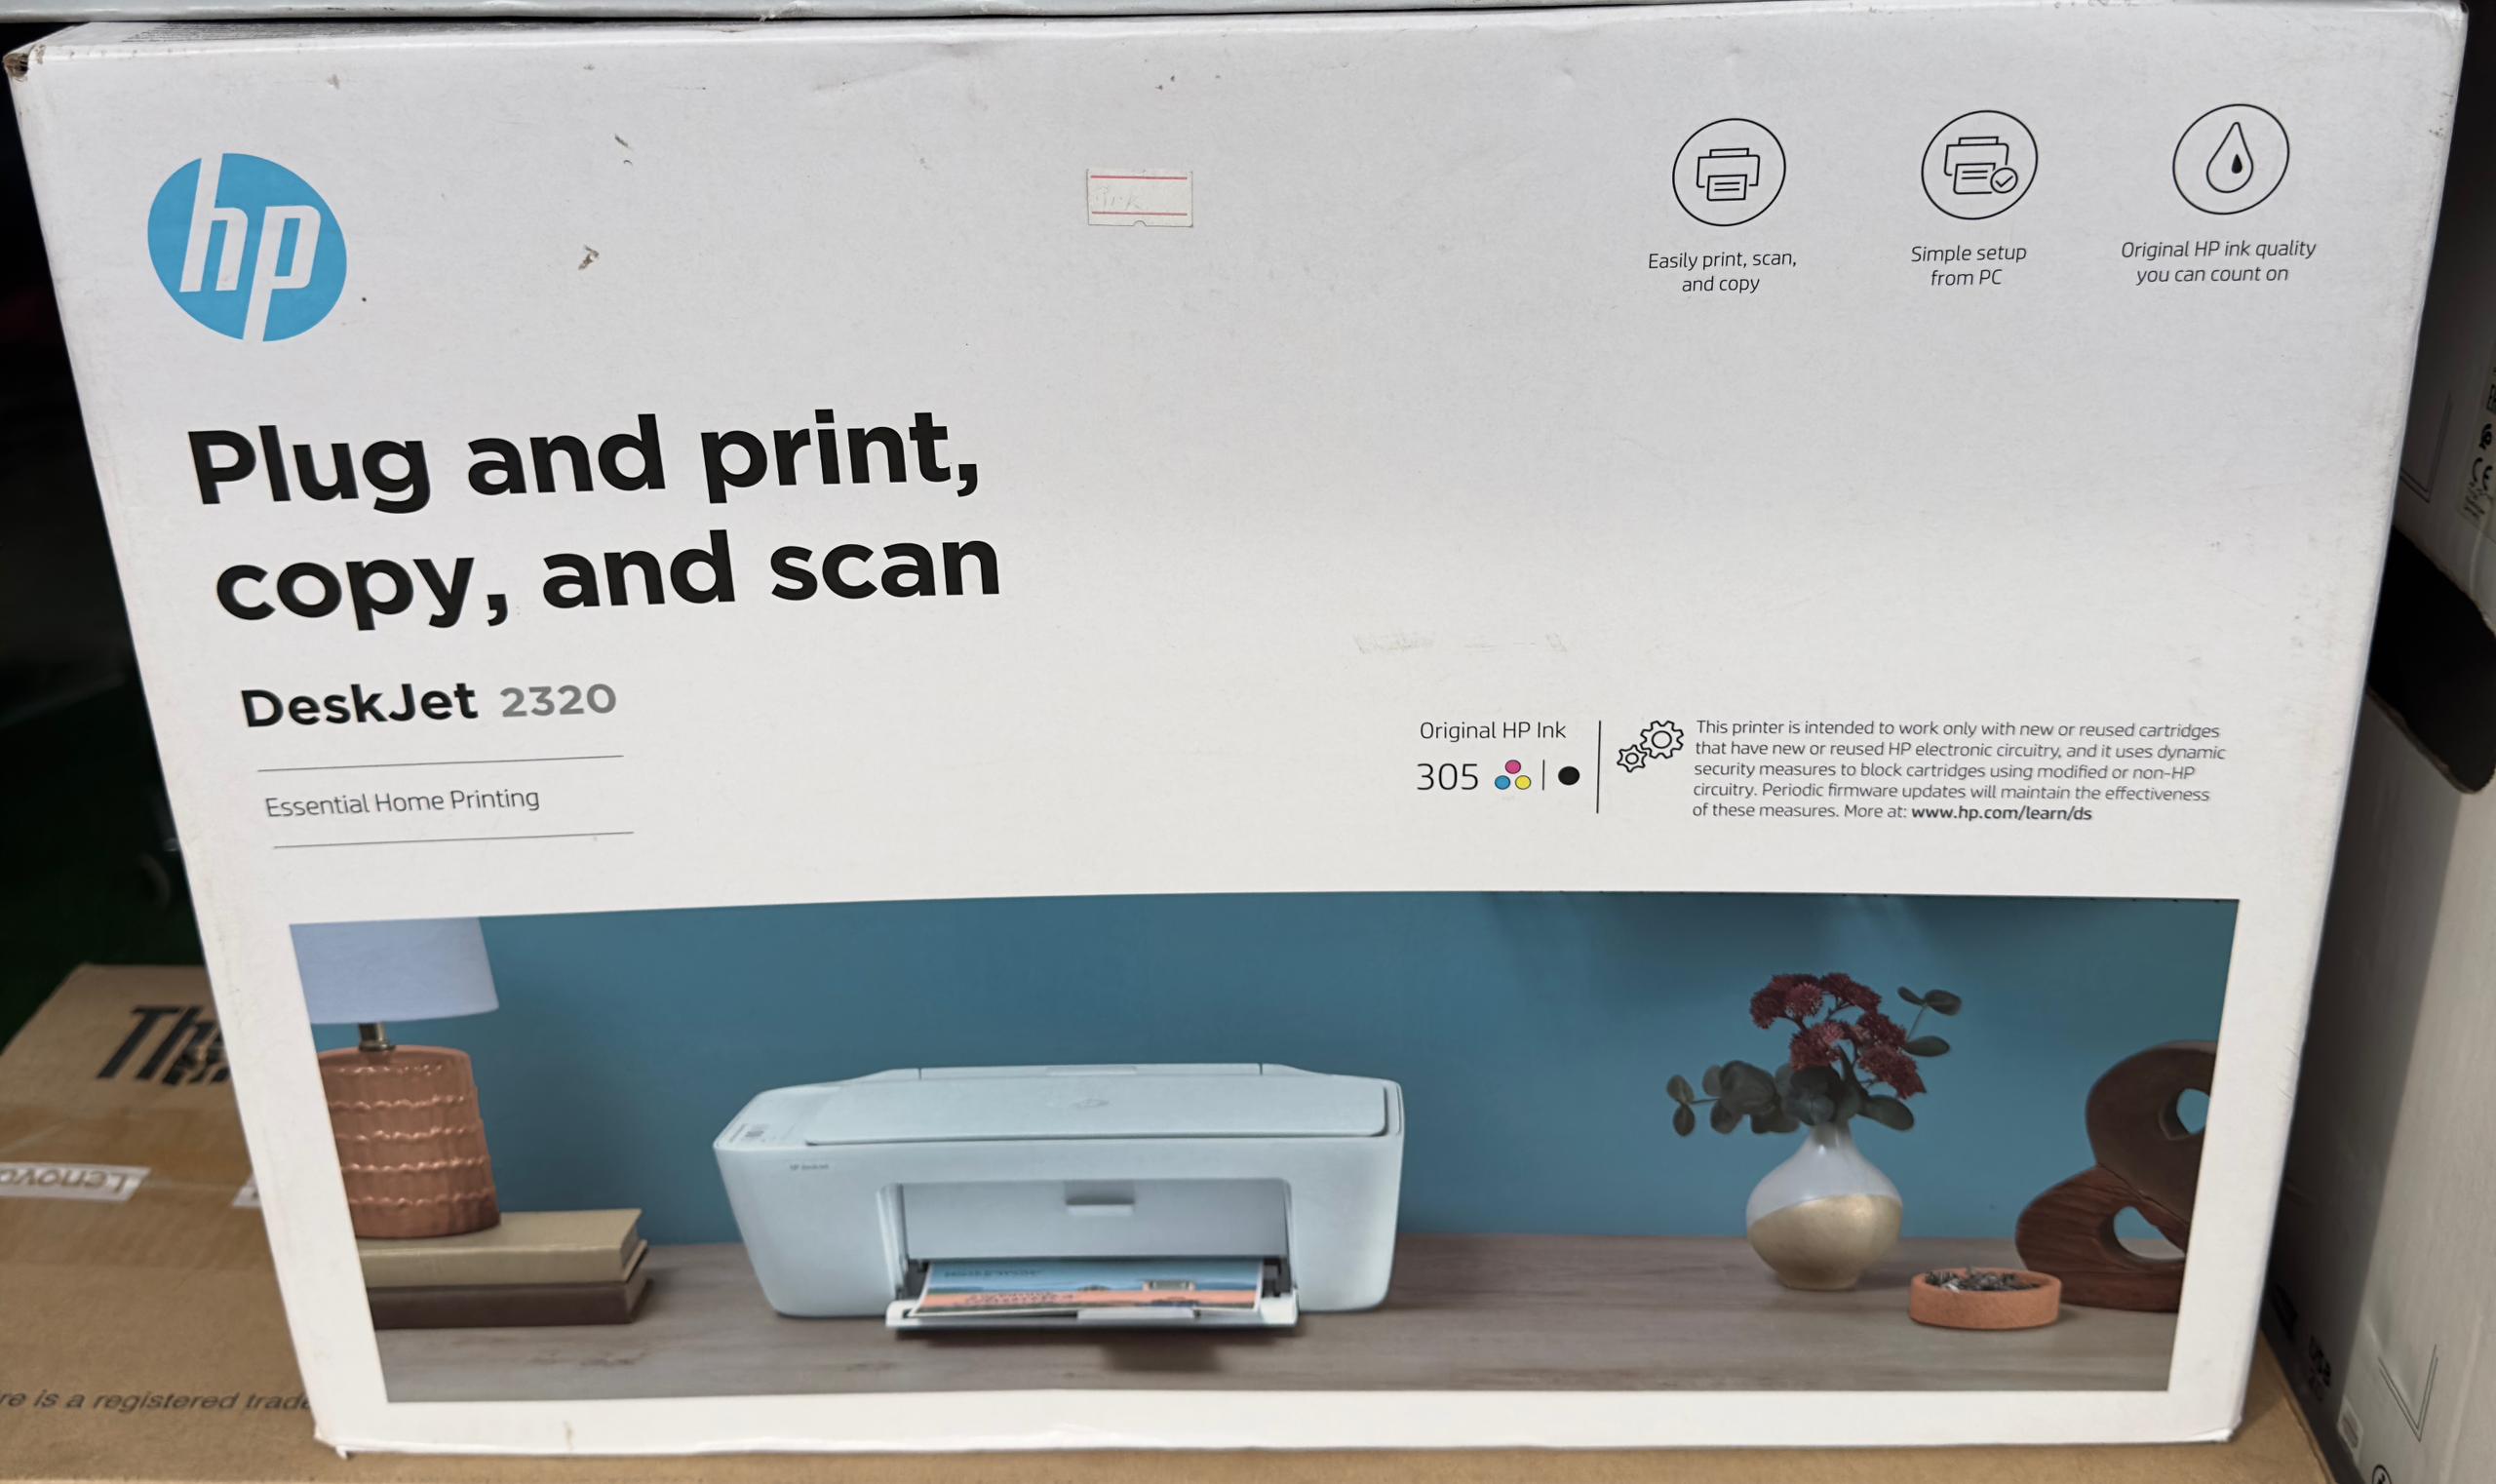 hp
Easily print, scan,
and copy
Simple setup
from PC
Original HP ink quality
you can count on
Plug and print,
copy, and scan
DeskJet 2320
Essential Home Printing
Original HP Ink
305
This printer is intended to work only with new or reused cartridges
that have new or reused HP electronic circuitry, and it uses dynamic
security measures to block cartridges using modified or non-HP
circuitry. Periodic firmware updates will maintain the effectiveness
of these measures. More at: www.hp.com/learn/ds
Lenovo
re is a registered trade